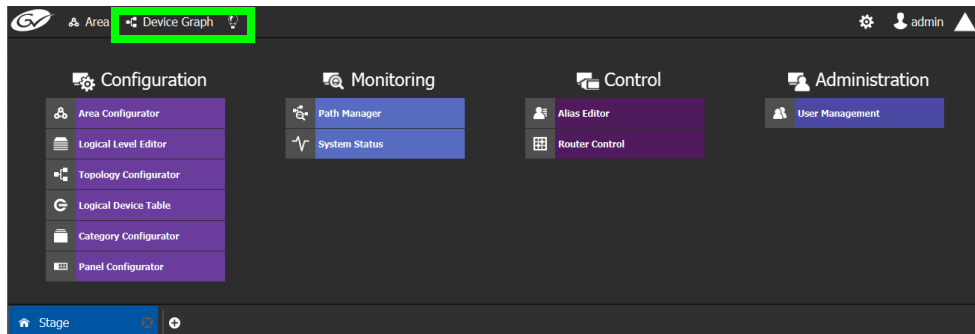 GV Area Device Graph admin
Configuration Monitoring Control Administration
Area Configurator Path Manager Alias Editor User Management
Logical Level Editor System Status Router Control
Topology Configurator
Logical Device Table
Category Configurator
Panel Configurator
Stage